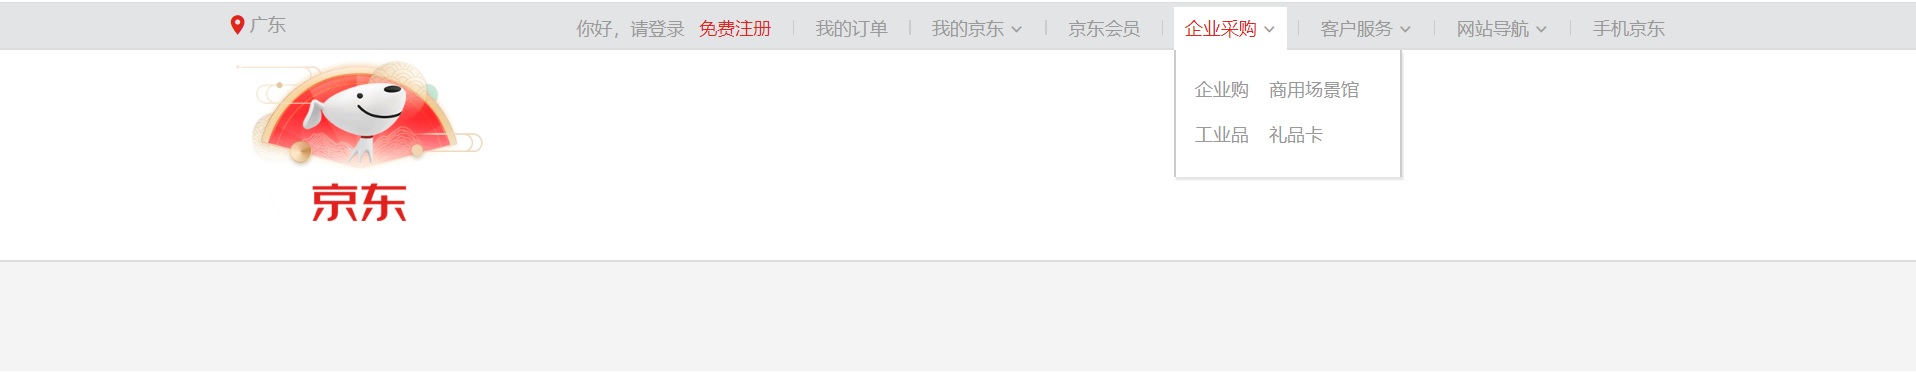 广东 你好，请登录 免费注册 我的订单 我的京东 京东会员 企业采购 客户服务 网站导航 手机京东
企业购 商用场景馆
工业品 礼品卡
京东